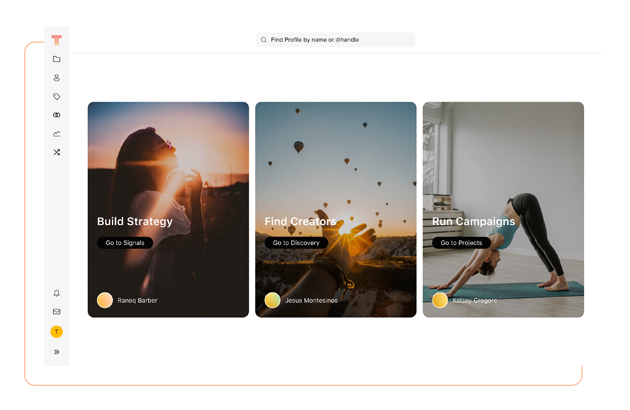 T
Find Profile by name or @handle
Build Strategy
Go to Signals
Raneq Barber
Find Creators
Go to Discovery
Jesus Montesinos
Run Campaigns
Go to Projects
Kelsey Gregorc
T